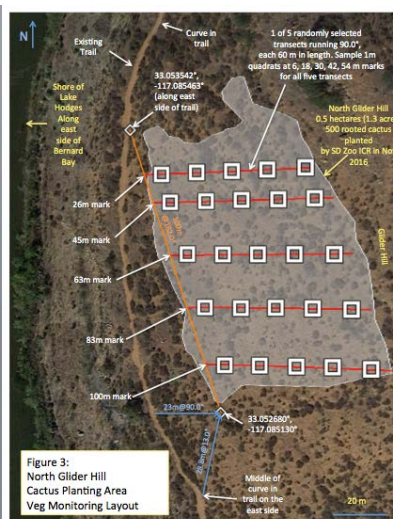 N
Curve in
trail
Existing
Trail
1 of 5 randomly selected
transects running 90.0°,
each 60 m in length. Sample 1m
quadrats at 6, 18, 30, 42, 54 m marks
for all five transects
33.053542°,
-117.085463°
(along east
side of trail)
Shore of
Lake
Hodges
Along
east
side of
Bernard
Bay
North Glider Hill
0.5 hectares (1.3 acre
500 rooted cactus
planted
by SD Zoo ICR in No
2016
26m mark
45m mark
63m mark
83m mark
100m mark
Glider Hill
23m@90.0°
33.052680°,
-117.085130°
Middle of
curve in
trail on the
east side
20 m
Figure 3:
North Glider Hill
Cactus Planting Area
Veg Monitoring Layout